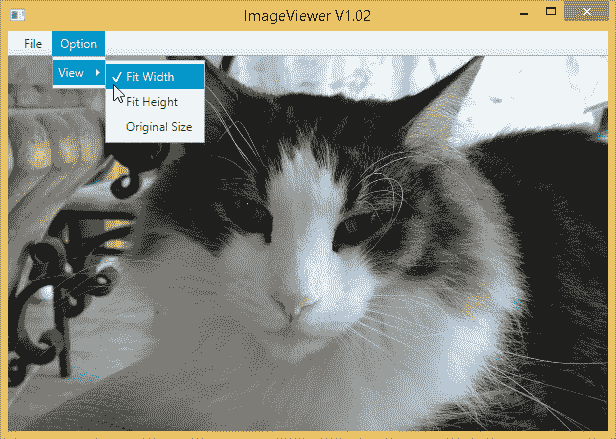 ImageViewer V1.02
File Option
View ✓ Fit Width
Fit Height
Original Size